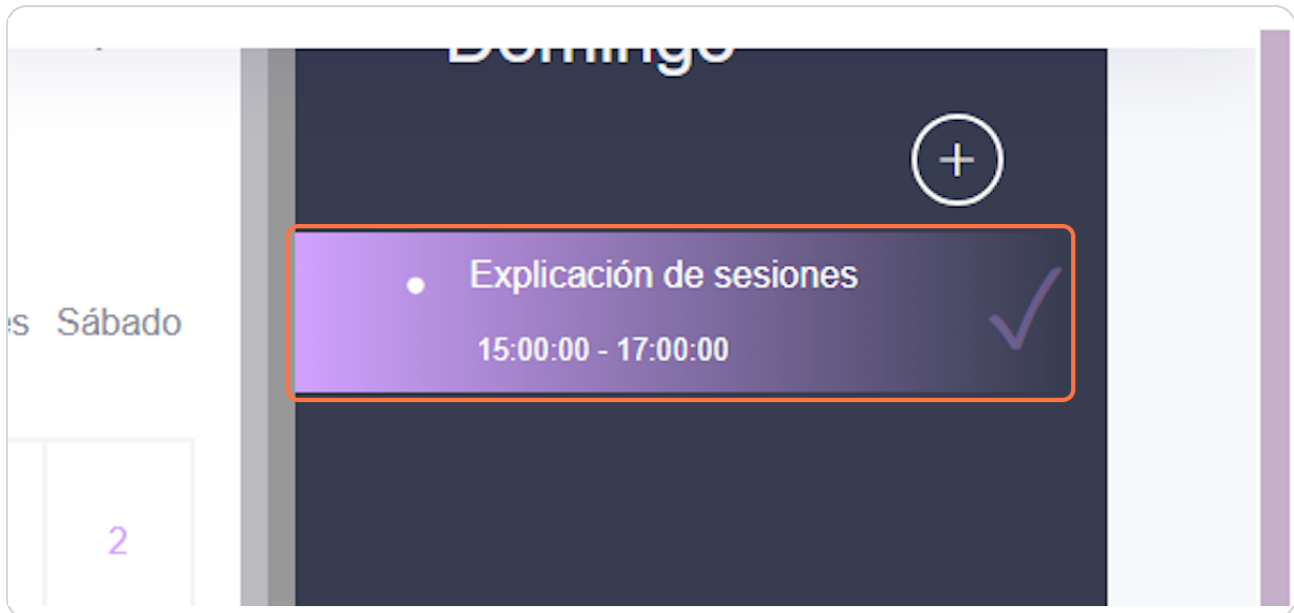 Domingo
+
Explicación de sesiones
15:00:00 - 17:00:00
Sábado
2